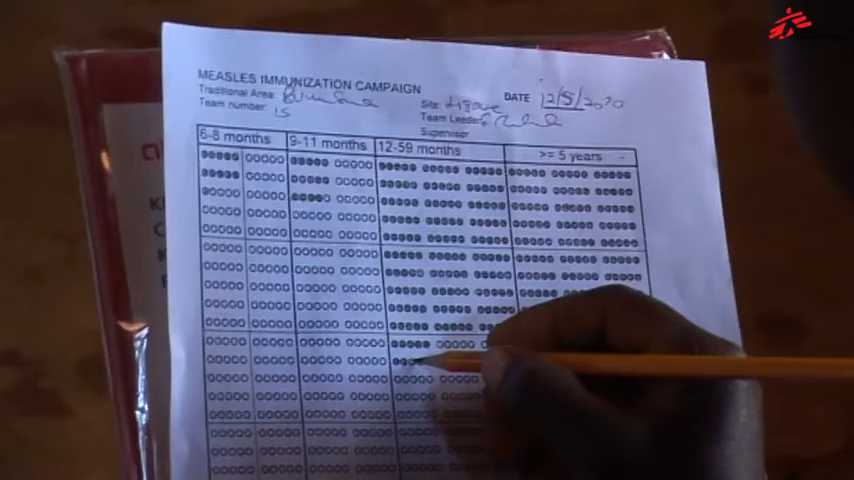 MEASLES IMMUNIZATION CAMPAIGN
Traditional Area:
Team number: 15
Site:
Team Leader:
Supervisor
DATE 12/5/2010
6-8 months 9-11 months 12-59 months >= 5 years